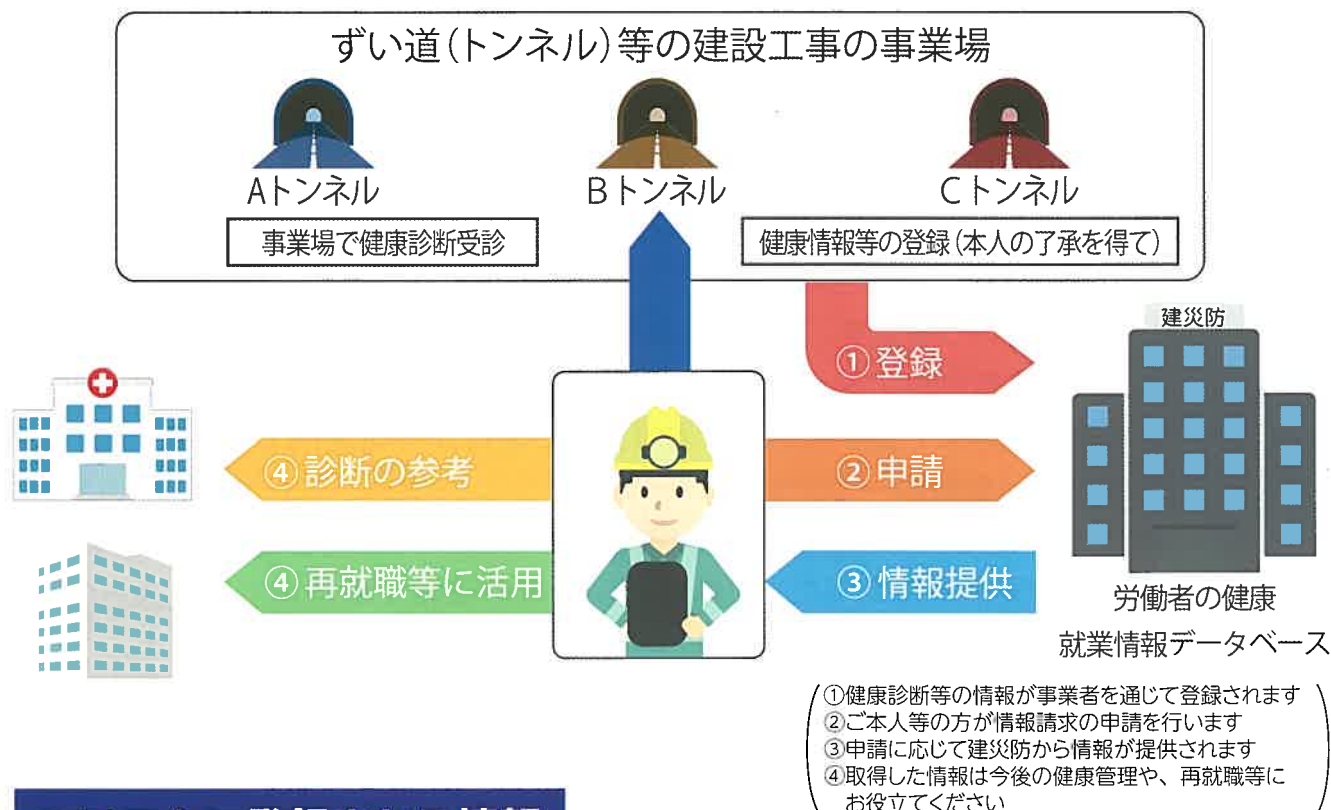 ずい道(トンネル)等の建設工事の事業場
Aトンネル
Bトンネル
Cトンネル
事業場で健康診断受診
健康情報等の登録(本人の了承を得て)
建災防
①登録
④診断の参考
②申請
④再就職等に活用
③情報提供
労働者の健康
就業情報データベース
①健康診断等の情報が事業者を通じて登録されます
②ご本人等の方が情報請求の申請を行います
③申請に応じて建災防から情報が提供されます
④取得した情報は今後の健康管理や、再就職等に
お役立てください